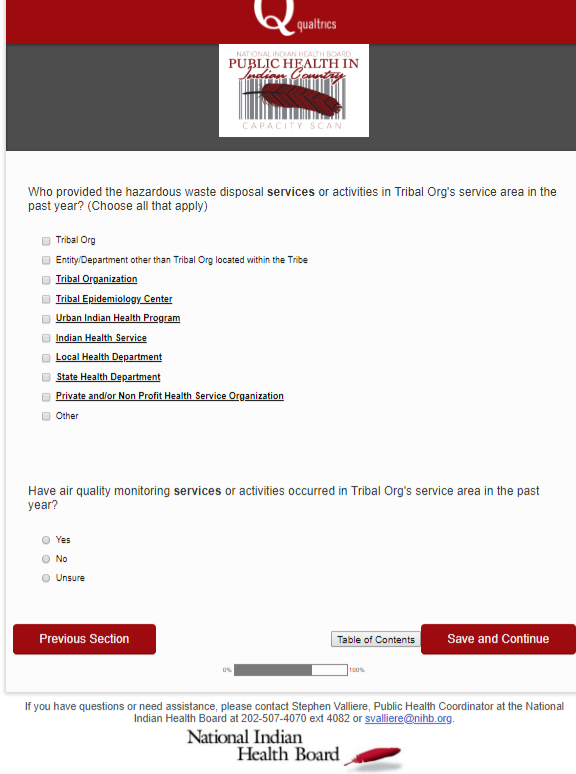 qualtrics
NATIONAL INDIAN HEALTH BOARD
PUBLIC HEALTH IN
Indian Country
CAPACITY SCAN
Who provided the hazardous waste disposal services or activities in Tribal Org's service area in the
past year? (Choose all that apply)
Tribal Org
Entity/Department other than Tribal Org located within the Tribe
Tribal Organization
Tribal Epidemiology Center
Urban Indian Health Program
Indian Health Service
Local Health Department
State Health Department
Private and/or Non Profit Health Service Organization
Other
Have air quality monitoring services or activities occurred in Tribal Org's service area in the past
year?
Yes
No
Unsure
Previous Section
Table of Contents
Save and Continue
0%
100%
If you have questions or need assistance, please contact Stephen Valliere, Public Health Coordinator at the National
Indian Health Board at 202-507-4070 ext 4082 or svalliere@nihb.org.
National Indian
Health Board